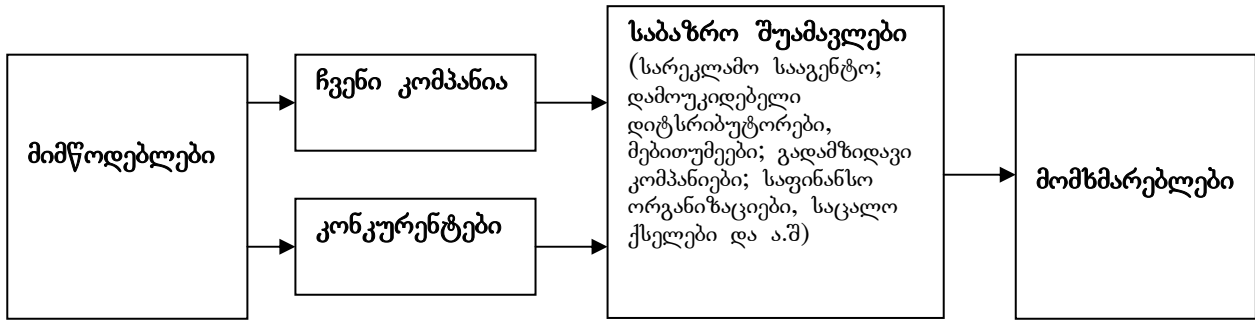 მიმწოდებლები
ჩვენი კომპანია
კონკურენტები
საბაზრო შუამავლები
(სარეკლამო სააგენტო;
დამოუკიდებელი
დიტსრიბუტორები,
მებითუმეები; გადამზიდავი
კომპანიები; საფინანსო
ორგანიზაციები, საცალო
ქსელები და ა.შ)
მომხმარებლები